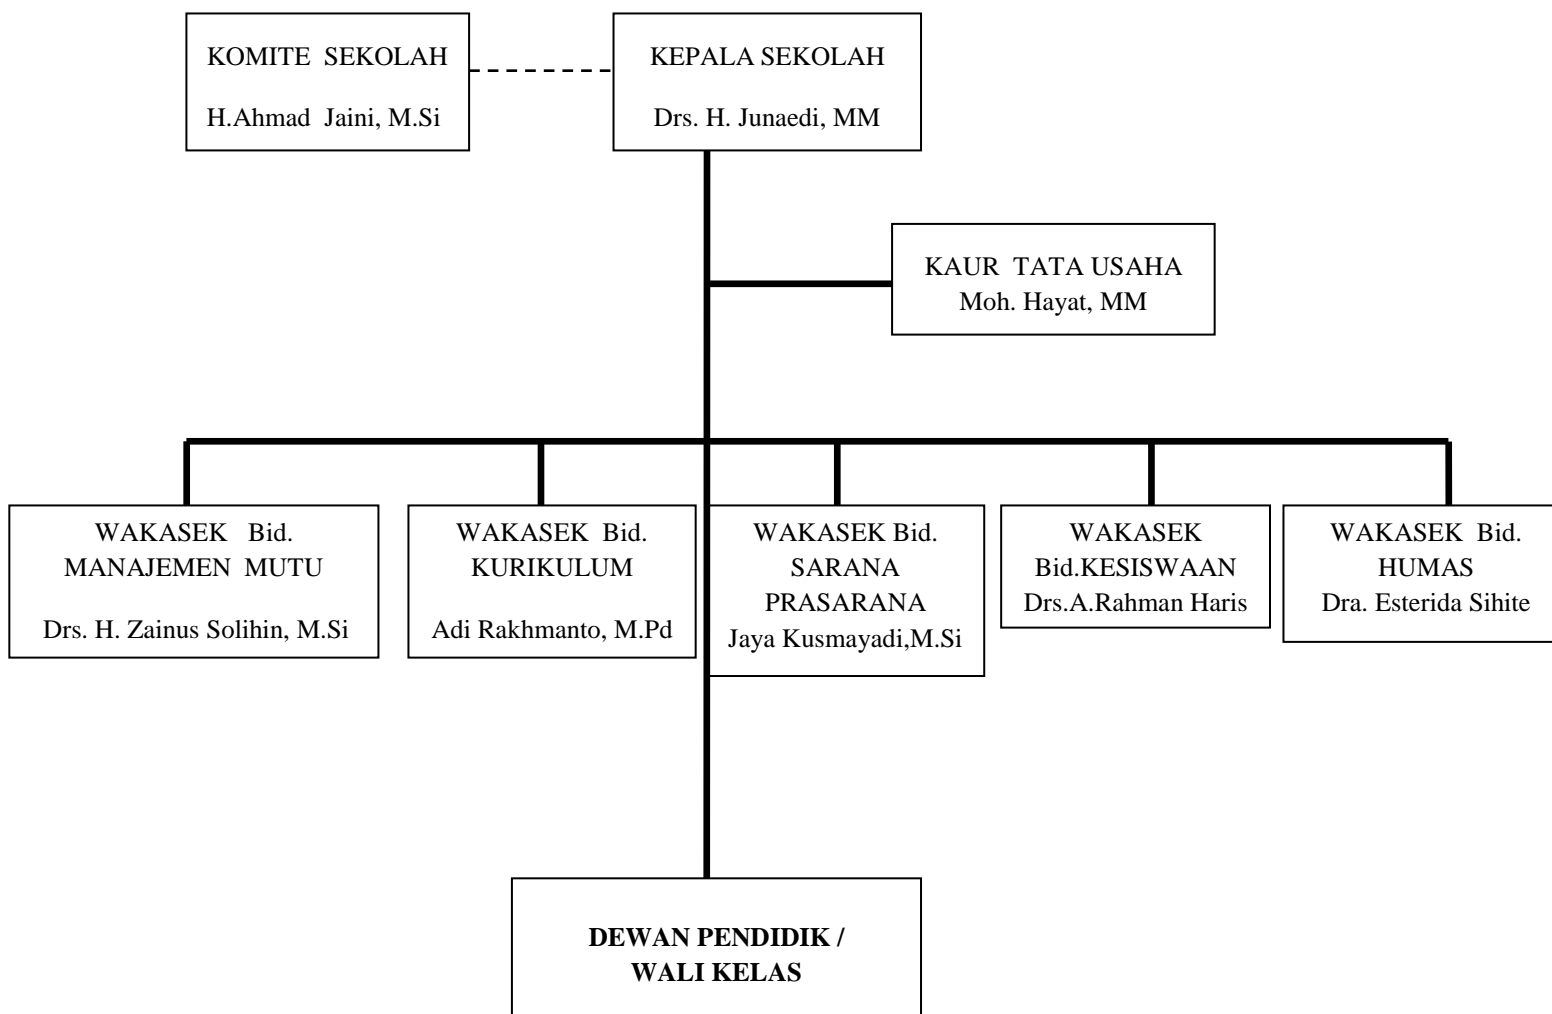 KOMITE SEKOLAH
H.Ahmad Jaini, M.Si
KEPALA SEKOLAH
Drs. H. Junaedi, MM
KAUR TATA USAHA
Moh. Hayat, MM
WAKASEK Bid.
MANAJEMEN MUTU
Drs. H. Zainus Solihin, M.Si
WAKASEK Bid.
KURIKULUM
Adi Rakhmanto, M.Pd
WAKASEK Bid.
SARANA
PRASARANA
Jaya Kusmayadi,M.Si
WAKASEK
Bid.KESISWAAN
Drs.A.Rahman Haris
WAKASEK Bid.
HUMAS
Dra. Esterida Sihite
DEWAN PENDIDIK /
WALI KELAS